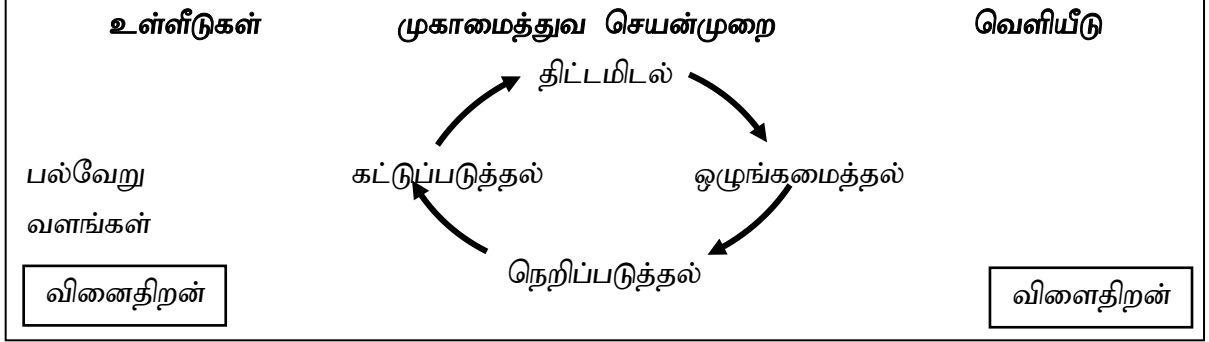 உள்ளீடுகள் முகாமைத்துவ செயன்முறை வெளியீடு
திட்டமிடல்
பல்வேறு கட்டுப்படுத்தல் ஒழுங்கமைத்தல்
வளங்கள்
நெறிப்படுத்தல்
வினைதிறன் விளைதிறன்